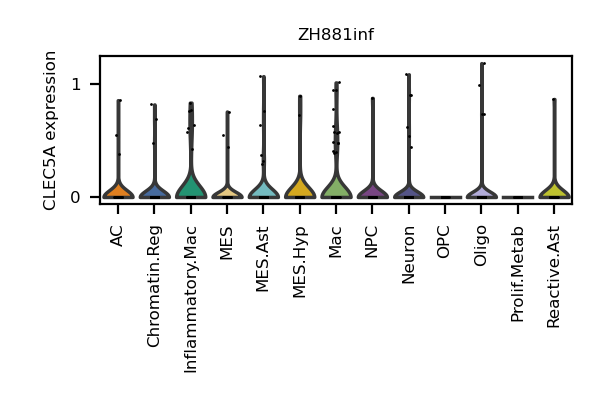 ZH881inf
CLEC5A expression
1
0
AC
Chromatin.Reg
Inflammatory.Mac
MES
MES.Ast
MES.Hyp
Mac
NPC
Neuron
OPC
Oligo
Prolif.Metab
Reactive.Ast